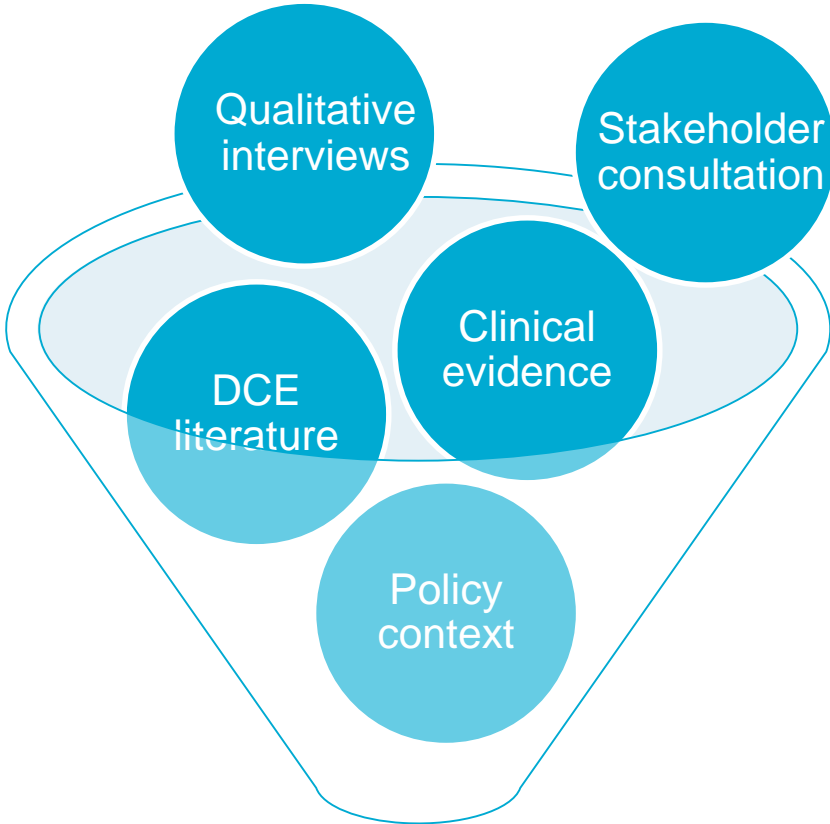 Qualitative
interviews
Stakeholder
consultation
Clinical
evidence
DCE
literature
Policy
context